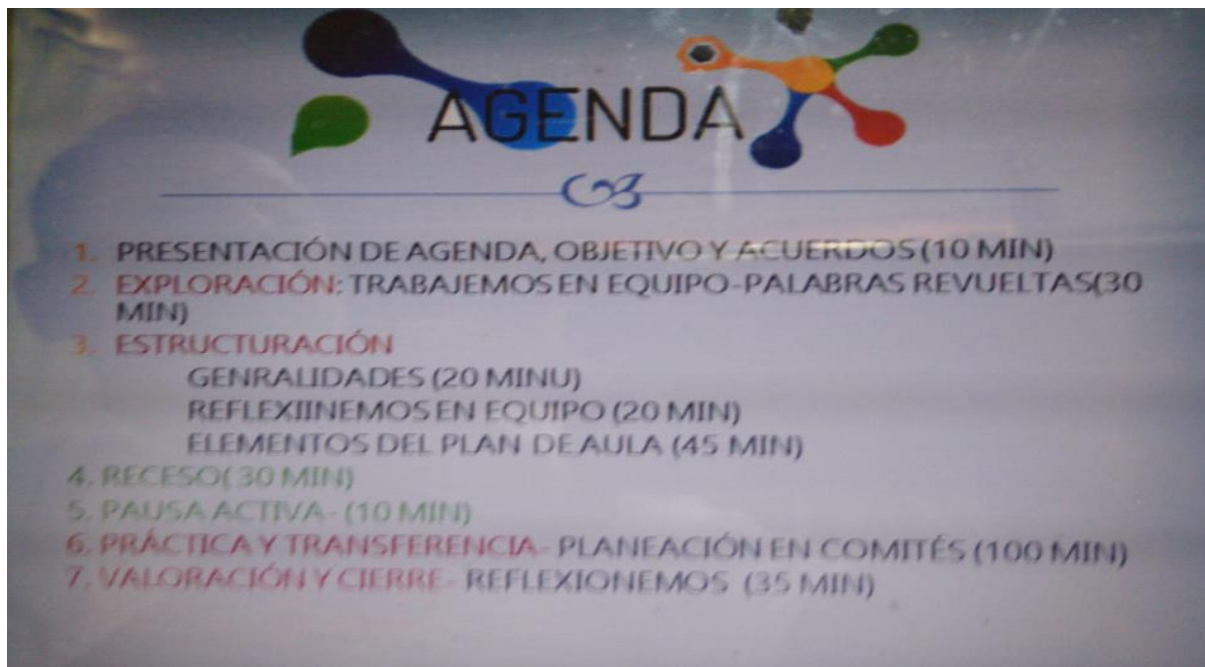 AGENDA
1. PRESENTACIÓN DE AGENDA, OBJETIVO Y ACUERDOS (10 MIN)
2. EXPLORACIÓN: TRABAJEMOS EN EQUIPO-PALABRAS REVUELTAS(30
MIN)
3. ESTRUCTURACIÓN
GENRALIDADES (20 MINU)
REFLEXIINEMOS EN EQUIPO (20 MIN)
ELEMENTOS DEL PLAN DE AULA (45 MIN)
4. RECESO( 30 MIN)
5. PAUSA ACTIVA- (10 MIN)
6. PRÁCTICA Y TRANSFERENCIA- PLANEACIÓN EN COMITÉS (100 MIN)
7. VALORACIÓN Y CIERRE- REFLEXIONEMOS (35 MIN)